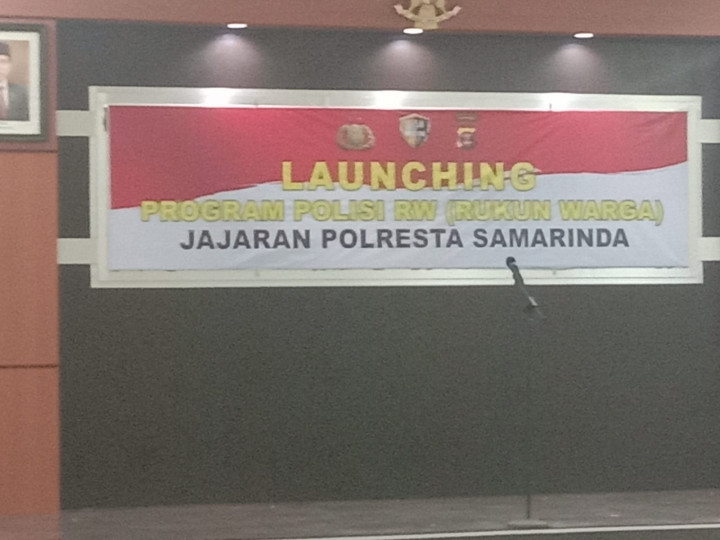 LAUNCHING
PROGRAM POLISI RW (RUKUN WARGA)
JAJARAN POLRESTA SAMARINDA